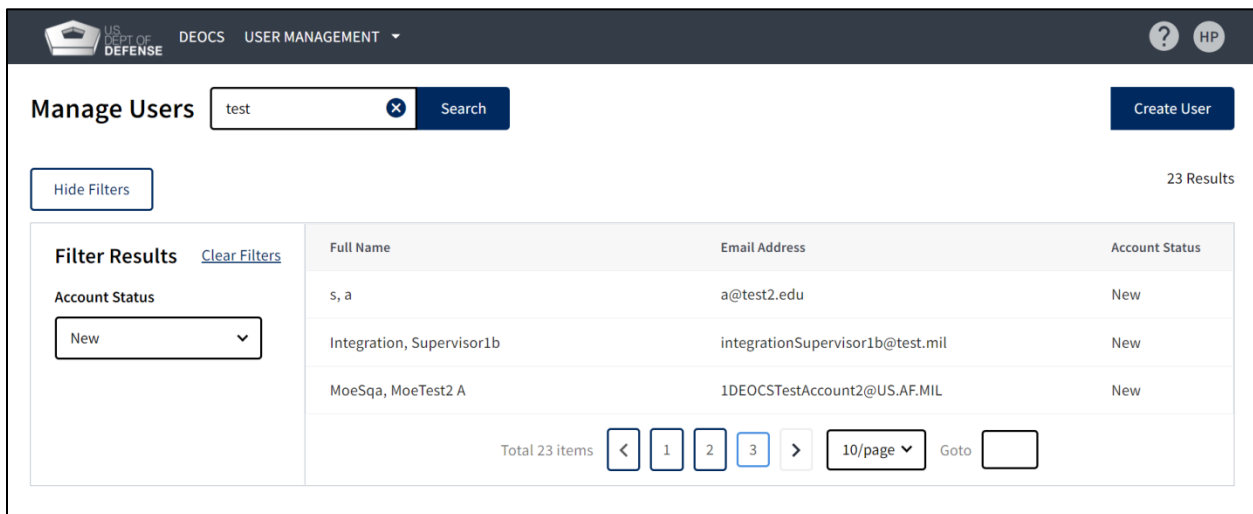 US
DEPT OF
DEFENSE
DEOCS USER MANAGEMENT
? HP
Manage Users test Search Create User
Hide Filters 23 Results
Filter Results Clear Filters
Account Status
New
Full Name Email Address Account Status
s, a a@test2.edu New
Integration, Supervisor1b integrationSupervisor1b@test.mil New
MoeSqa, MoeTest2 A 1DEOCSTestAccount2@US.AF.MIL New
Total 23 items < 1 2 3 > 10/page Goto